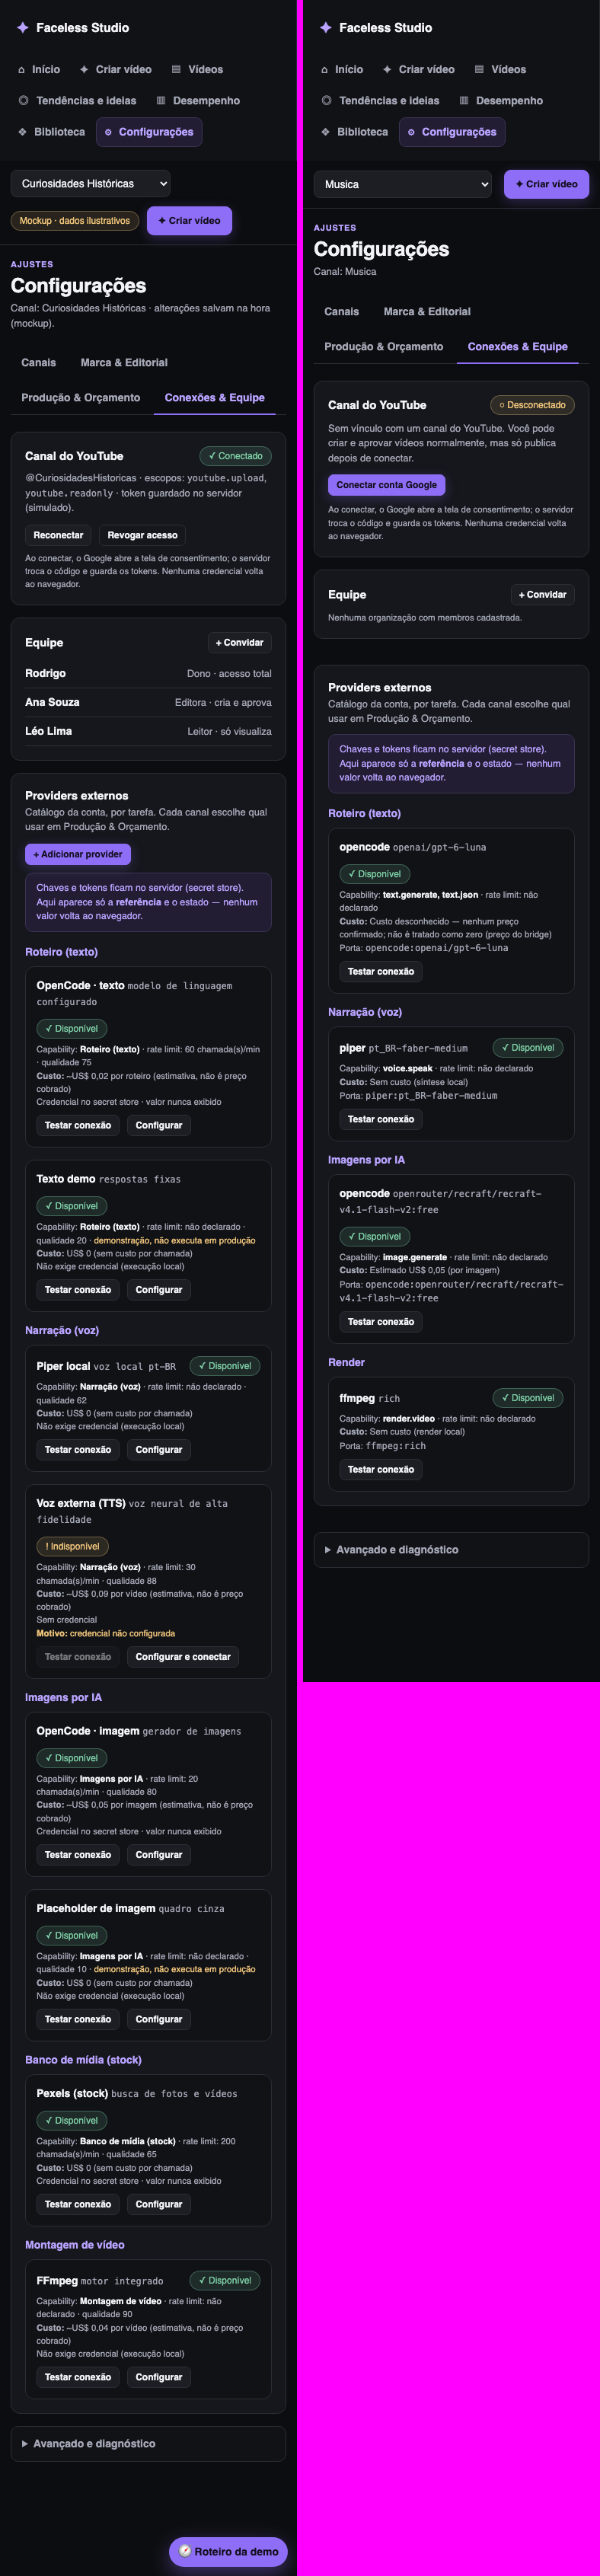 Faceless Studio
Início
Criar vídeo
Vídeos
Tendências e ideias
Desempenho
Biblioteca
Configurações
Curiosidades Históricas
Mockup · dados ilustrativos
✦ Criar vídeo
AJUSTES
Configurações
Canal: Curiosidades Históricas · alterações salvam na hora
(mockup).
Canais
Marca & Editorial
Produção & Orçamento
Conexões & Equipe
Canal do YouTube
✓ Conectado
@CuriosidadesHistoricas · escopos: youtube.upload,
youtube.readonly · token guardado no servidor
(simulado).
Reconectar
Revogar acesso
Ao conectar, o Google abre a tela de consentimento; o servidor
troca o código e guarda os tokens. Nenhuma credencial volta
ao navegador.
Equipe
+ Convidar
Rodrigo
Dono · acesso total
Ana Souza
Editora · cria e aprova
Léo Lima
Leitor · só visualiza
Providers externos
Catálogo da conta, por tarefa. Cada canal escolhe qual
usar em Produção & Orçamento.
+ Adicionar provider
Chaves e tokens ficam no servidor (secret store).
Aqui aparece só a referência e o estado — nenhum
valor volta ao navegador.
Roteiro (texto)
OpenCode · texto modelo de linguagem
configurado
✓ Disponível
Capability: Roteiro (texto) · rate limit: 60 chamada(s)/min
· qualidade 75
Custo: ~US$ 0,02 por roteiro (estimativa, não é preço
cobrado)
Credencial no secret store · valor nunca exibido
Testar conexão
Configurar
Texto demo respostas fixas
✓ Disponível
Capability: Roteiro (texto) · rate limit: não declarado ·
qualidade 20 · demonstração, não executa em produção
Custo: US$ 0 (sem custo por chamada)
Não exige credencial (execução local)
Testar conexão
Configurar
Narração (voz)
Piper local voz local pt-BR
✓ Disponível
Capability: Narração (voz) · rate limit: não declarado ·
qualidade 62
Custo: US$ 0 (sem custo por chamada)
Não exige credencial (execução local)
Testar conexão
Configurar
Voz externa (TTS) voz neural de alta
fidelidade
! Indisponível
Capability: Narração (voz) · rate limit: 30
chamada(s)/min · qualidade 88
Custo: ~US$ 0,09 por vídeo (estimativa, não é preço
cobrado)
Sem credencial
Motivo: credencial não configurada
Testar conexão
Configurar e conectar
Imagens por IA
OpenCode · imagem gerador de imagens
✓ Disponível
Capability: Imagens por IA · rate limit: 20
chamada(s)/min · qualidade 80
Custo: ~US$ 0,05 por imagem (estimativa, não é preço
cobrado)
Credencial no secret store · valor nunca exibido
Testar conexão
Configurar
Placeholder de imagem quadro cinza
✓ Disponível
Capability: Imagens por IA · rate limit: não declarado ·
qualidade 10 · demonstração, não executa em produção
Custo: US$ 0 (sem custo por chamada)
Não exige credencial (execução local)
Testar conexão
Configurar
Banco de mídia (stock)
Pexels (stock) busca de fotos e vídeos
✓ Disponível
Capability: Banco de mídia (stock) · rate limit: 200
chamada(s)/min · qualidade 65
Custo: US$ 0 (sem custo por chamada)
Credencial no secret store · valor nunca exibido
Testar conexão
Configurar
Montagem de vídeo
FFmpeg motor integrado
✓ Disponível
Capability: Montagem de vídeo · rate limit: não
declarado · qualidade 90
Custo: ~US$ 0,04 por vídeo (estimativa, não é preço
cobrado)
Não exige credencial (execução local)
Testar conexão
Configurar
Avançado e diagnóstico
Roteiro da demo
Faceless Studio
Início
Criar vídeo
Vídeos
Tendências e ideias
Desempenho
Biblioteca
Configurações
Musica
✦ Criar vídeo
AJUSTES
Configurações
Canal: Musica
Canais
Marca & Editorial
Produção & Orçamento
Conexões & Equipe
Canal do YouTube
○ Desconectado
Sem vínculo com um canal do YouTube. Você pode
criar e aprovar vídeos normalmente, mas só publica
depois de conectar.
Conectar conta Google
Ao conectar, o Google abre a tela de consentimento; o servidor
troca o código e guarda os tokens. Nenhuma credencial volta
ao navegador.
Equipe
+ Convidar
Nenhuma organização com membros cadastrada.
Providers externos
Catálogo da conta, por tarefa. Cada canal escolhe qual
usar em Produção & Orçamento.
Chaves e tokens ficam no servidor (secret store).
Aqui aparece só a referência e o estado — nenhum
valor volta ao navegador.
Roteiro (texto)
opencode openai/gpt-6-luna
✓ Disponível
Capability: text.generate, text.json · rate limit: não
declarado
Custo: Custo desconhecido — nenhum preço
confirmado; não é tratado como zero (preço do bridge)
Porta: opencode:openai/gpt-6-luna
Testar conexão
Narração (voz)
piper pt_BR-faber-medium
✓ Disponível
Capability: voice.speak · rate limit: não declarado
Custo: Sem custo (síntese local)
Porta: piper:pt_BR-faber-medium
Testar conexão
Imagens por IA
opencode openrouter/recraft/recraft-
v4.1-flash-v2:free
✓ Disponível
Capability: image.generate · rate limit: não declarado
Custo: Estimado US$ 0,05 (por imagem)
Porta: opencode:openrouter/recraft/recraft-
v4.1-flash-v2:free
Testar conexão
Render
ffmpeg rich
✓ Disponível
Capability: render.video · rate limit: não declarado
Custo: Sem custo (render local)
Porta: ffmpeg:rich
Testar conexão
Avançado e diagnóstico